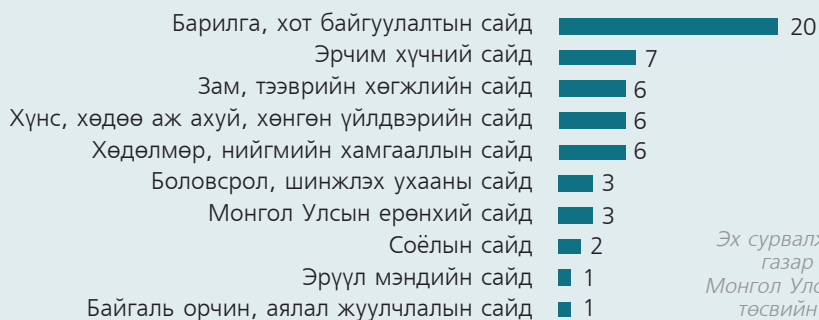 Барилга, хот байгуулалтын сайд 20
Эрчим хүчний сайд 7
Зам, тээврийн хөгжлийн сайд 6
Хүнс, хөдөө аж ахуй, хөнгөн үйлдвэрийн сайд 6
Хөдөлмөр, нийгмийн хамгааллын сайд 6
Боловсрол, шинжлэх ухааны сайд 3
Монгол Улсын ерөнхий сайд 3
Соёлын сайд 2
Эрүүл мэндийн сайд 1
Байгаль орчин, аялал жуулчлалын сайд 1
Эх сурвалж
газар
Монгол Улс
төсвийн